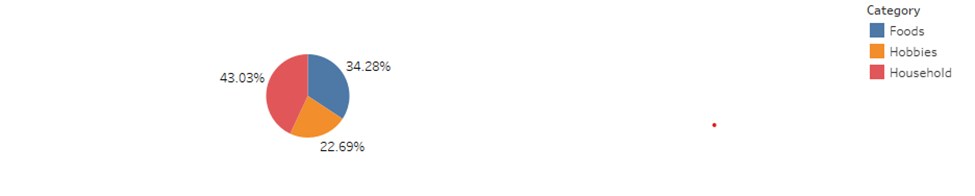 43.03%
34.28%
22.69%
Category
Foods
Hobbies
Household